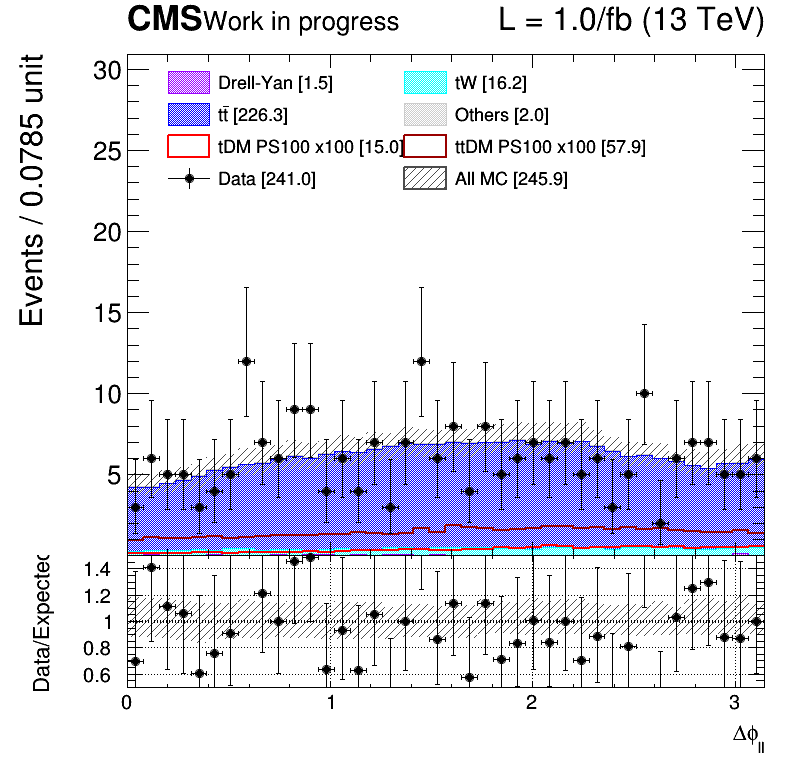 CMS Work in progress L = 1.0/fb (13 TeV)
Events / 0.0785 unit
30
25
20
15
10
5
Drell-Yan [1.5] tW [16.2]
tt̄ [226.3] Others [2.0]
tDM PS100 x100 [15.0] ttDM PS100 x100 [57.9]
Data [241.0] All MC [245.9]
Data/Expected
1.4
1.2
1
0.8
0.6
0 1 2 3
Δϕ_ll